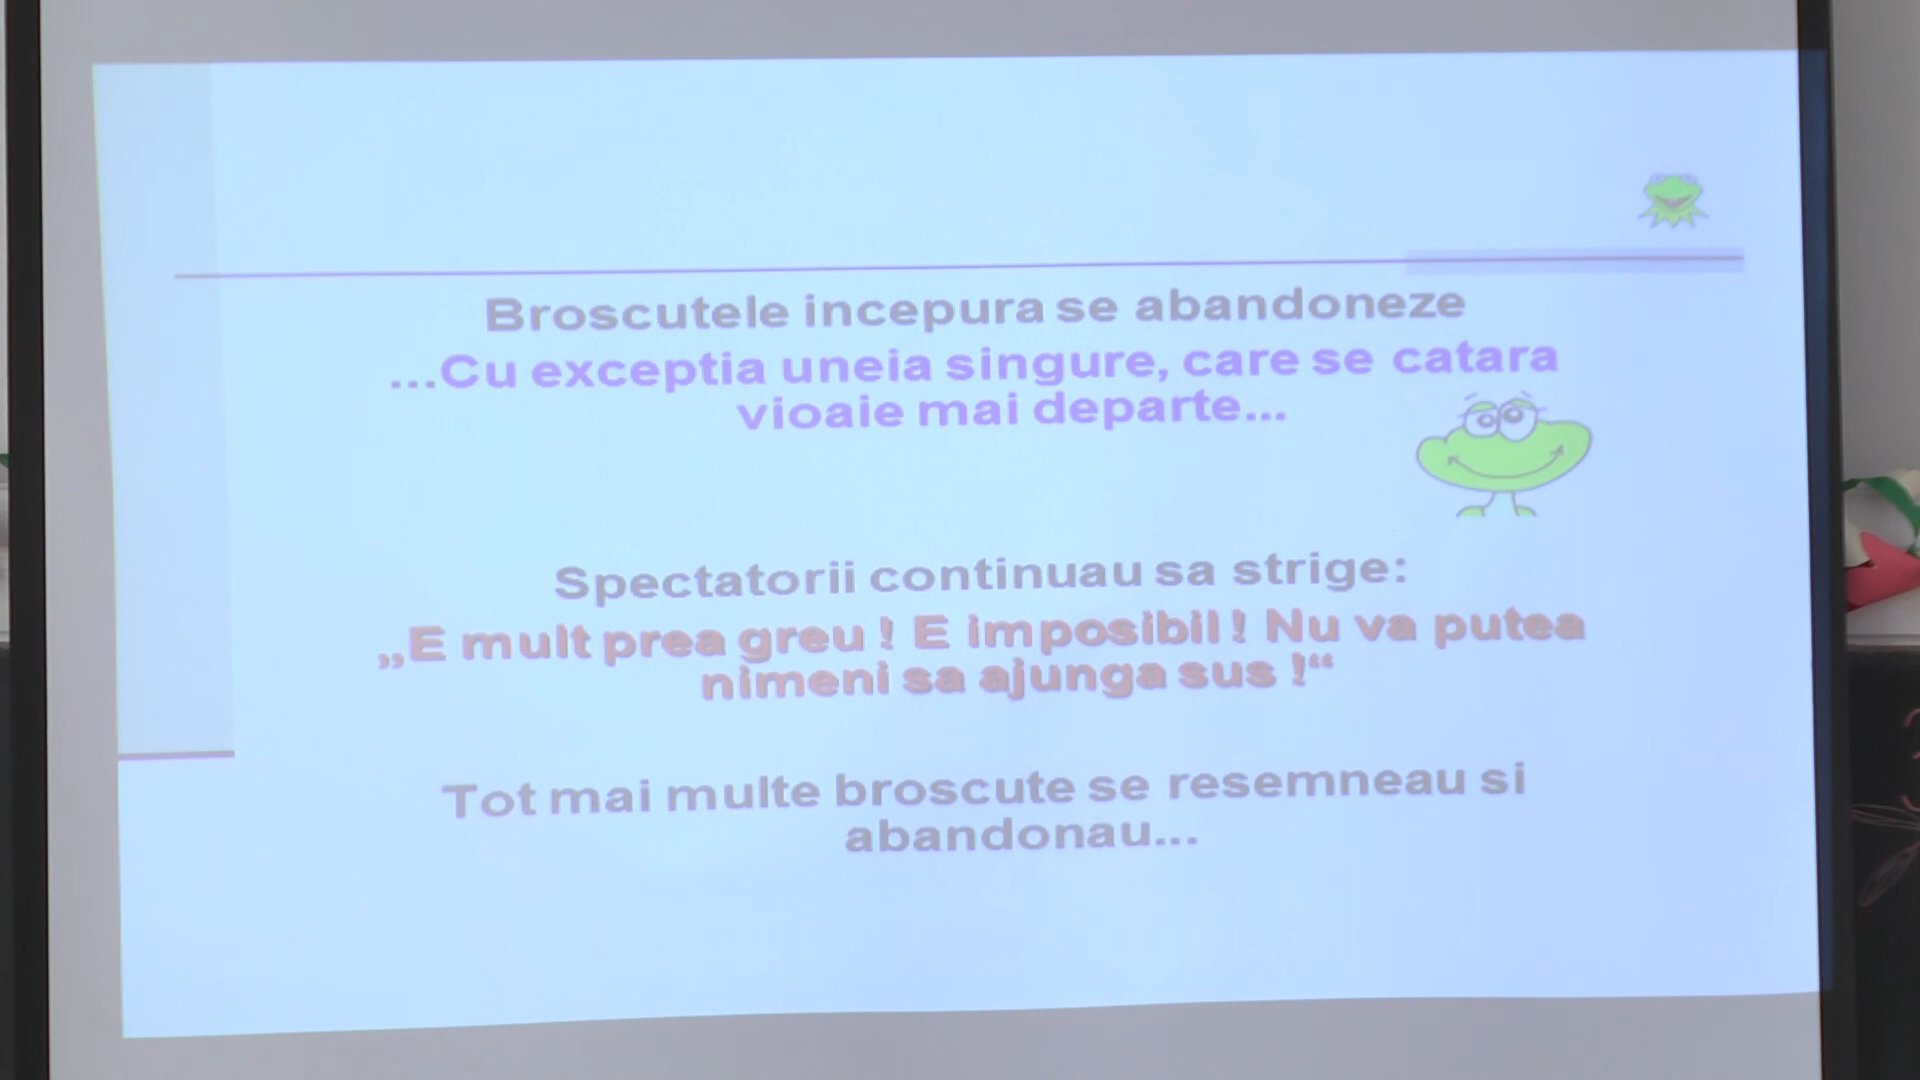 Broscutele incepura se abandoneze
...Cu exceptia uneia singure, care se catara
vioaie mai departe...
Spectatorii continuau sa strige:
„E mult prea greu ! E imposibil ! Nu va putea
nimeni sa ajunga sus !“
Tot mai multe broscute se resemneau si
abandonau...